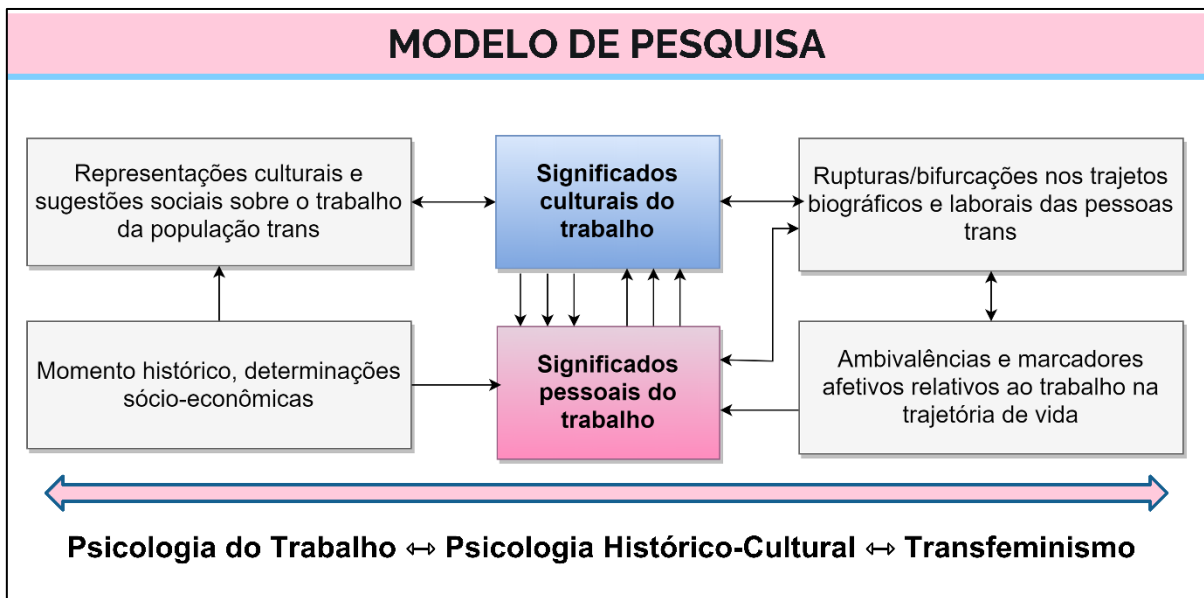 MODELO DE PESQUISA
Representações culturais e
sugestões sociais sobre o trabalho
da população trans
Significados
culturais do
trabalho
Rupturas/bifurcações nos trajetos
biográficos e laborais das pessoas
trans
Momento histórico, determinações
sócio-econômicas
Significados
pessoais do
trabalho
Ambivalências e marcadores
afetivos relativos ao trabalho na
trajetória de vida
Psicologia do Trabalho ↔ Psicologia Histórico-Cultural ↔ Transfeminismo